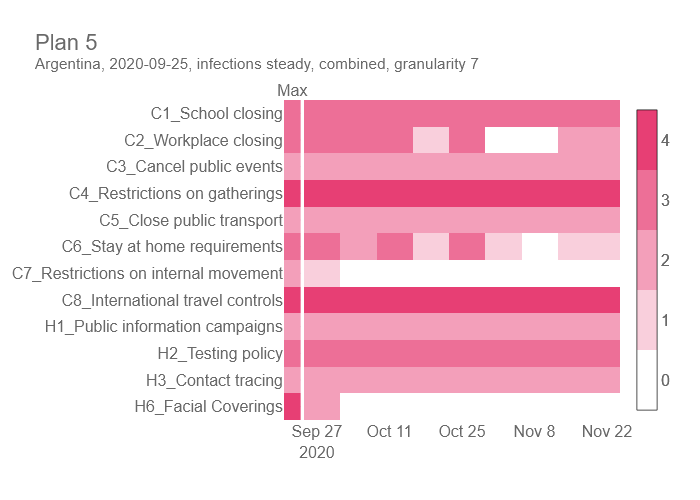 Plan 5
Argentina, 2020-09-25, infections steady, combined, granularity 7
Max
C1_School closing
C2_Workplace closing
C3_Cancel public events
C4_Restrictions on gatherings
C5_Close public transport
C6_Stay at home requirements
C7_Restrictions on internal movement
C8_International travel controls
H1_Public information campaigns
H2_Testing policy
H3_Contact tracing
H6_Facial Coverings
4
3
2
1
0
Sep 27 Oct 11 Oct 25 Nov 8 Nov 22
2020